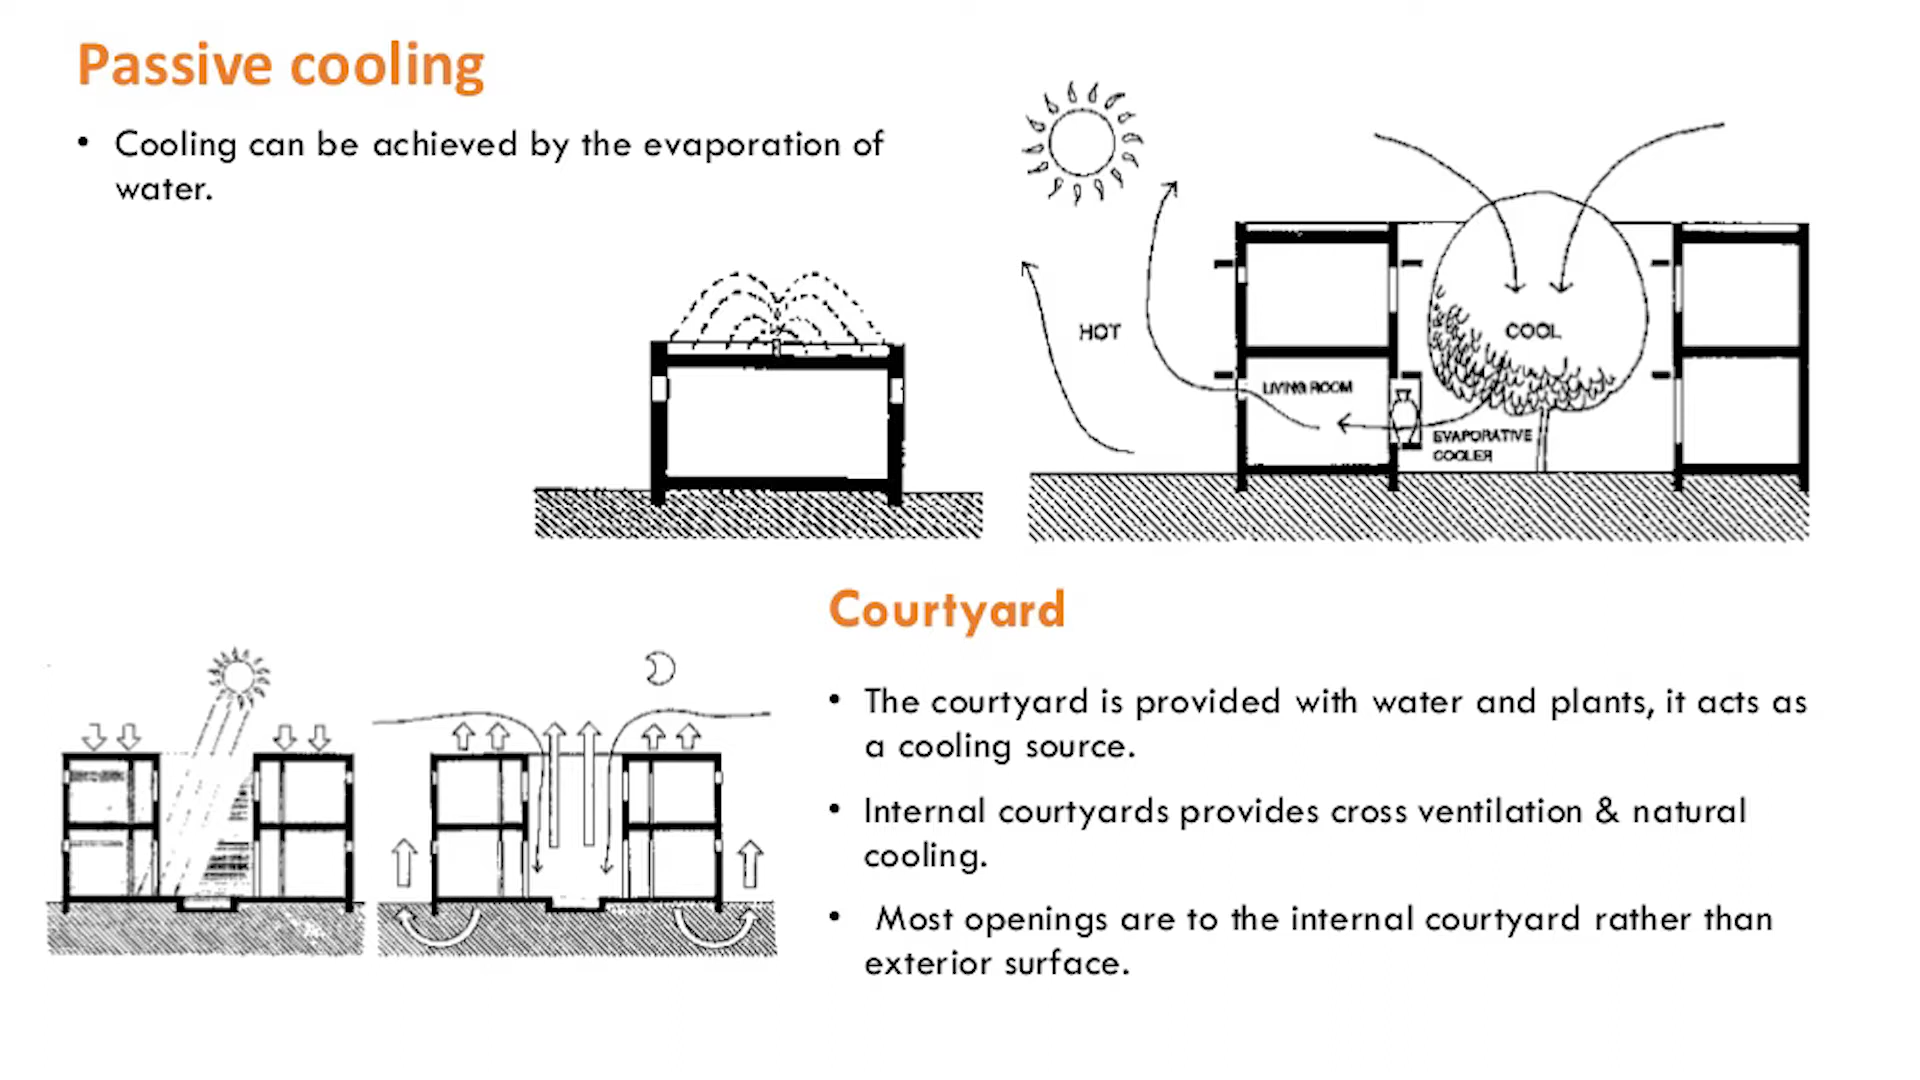 Passive cooling
• Cooling can be achieved by the evaporation of
water.
HOT
COOL
LIVING ROOM
EVAPORATIVE
COOLER
Courtyard
• The courtyard is provided with water and plants, it acts as
a cooling source.
• Internal courtyards provides cross ventilation & natural
cooling.
• Most openings are to the internal courtyard rather than
exterior surface.